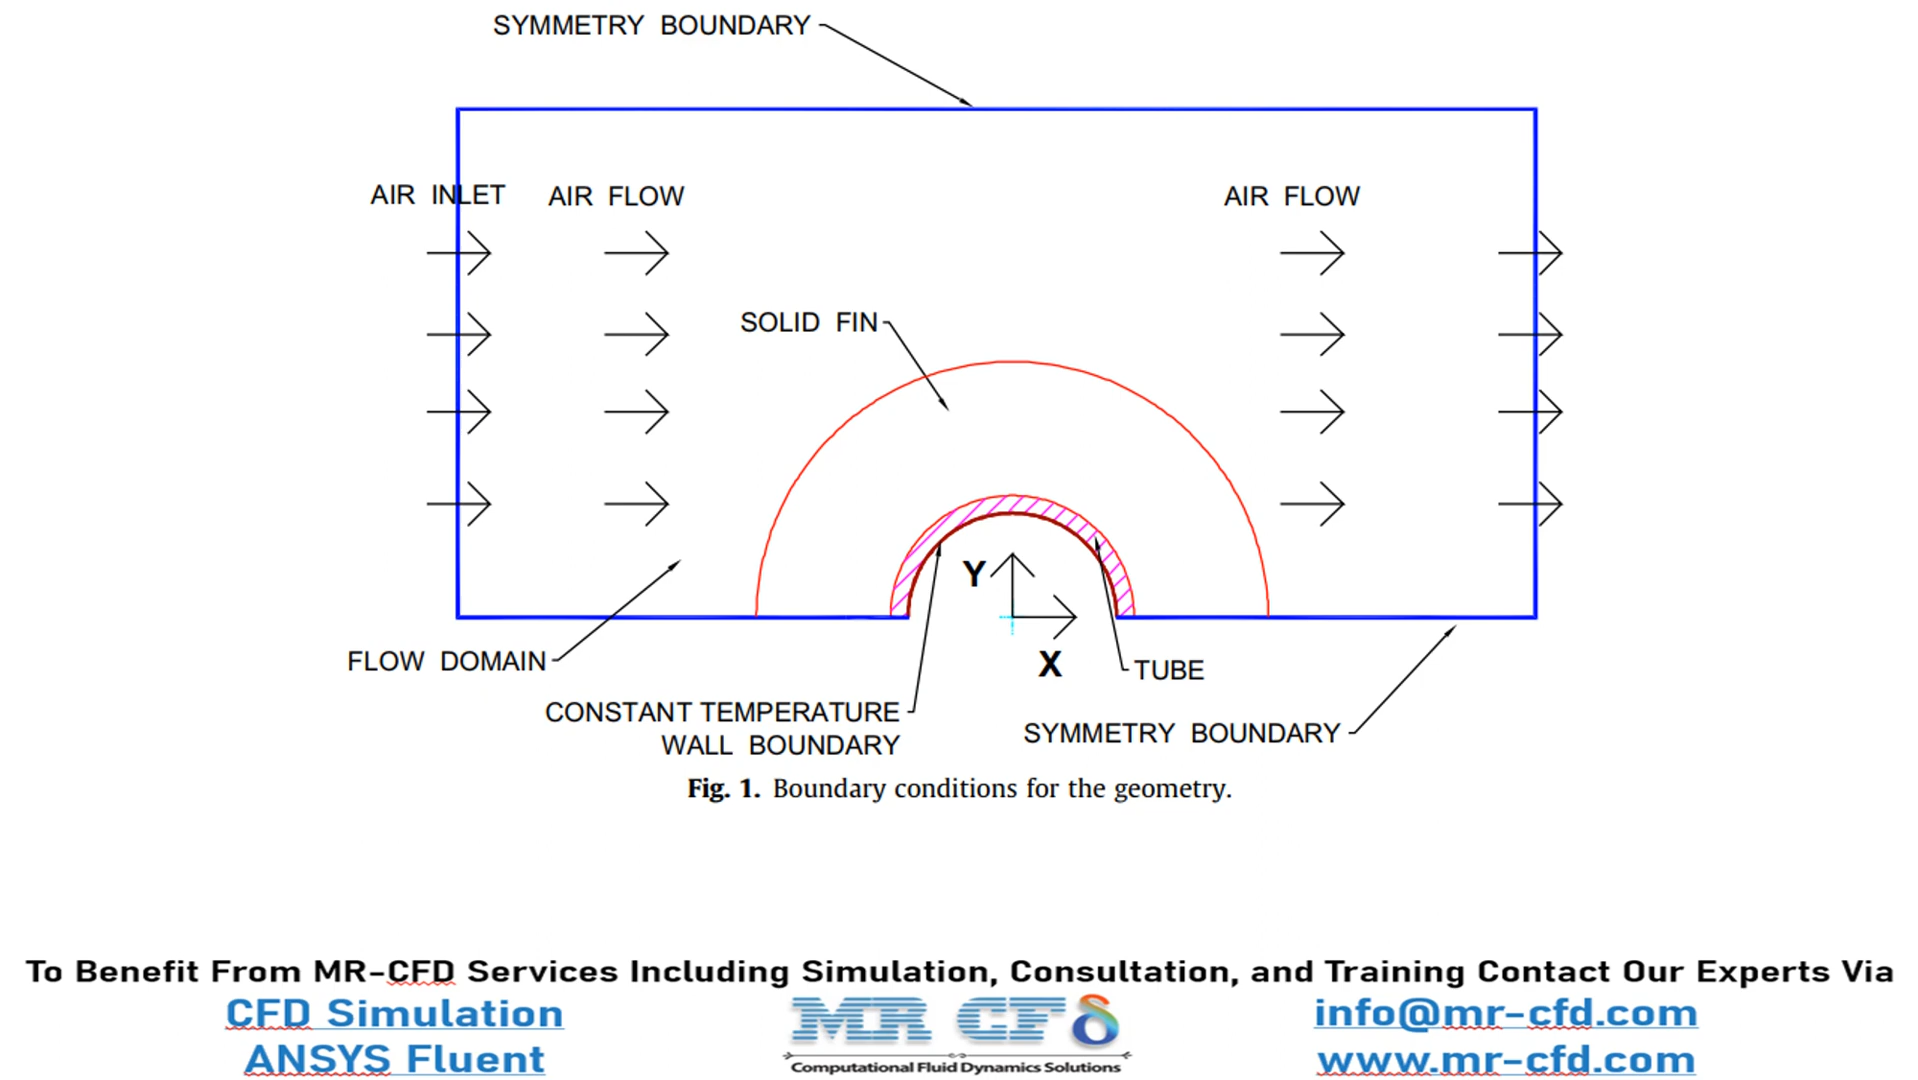 SYMMETRY BOUNDARY
AIR INLET
AIR FLOW
AIR FLOW
SOLID FIN
Y
X
FLOW DOMAIN
TUBE
CONSTANT TEMPERATURE
WALL BOUNDARY
SYMMETRY BOUNDARY
Fig. 1. Boundary conditions for the geometry.
To Benefit From MR-CFD Services Including Simulation, Consultation, and Training Contact Our Experts Via
CFD Simulation
ANSYS Fluent
MR CFδ
Computational Fluid Dynamics Solutions
info@mr-cfd.com
www.mr-cfd.com